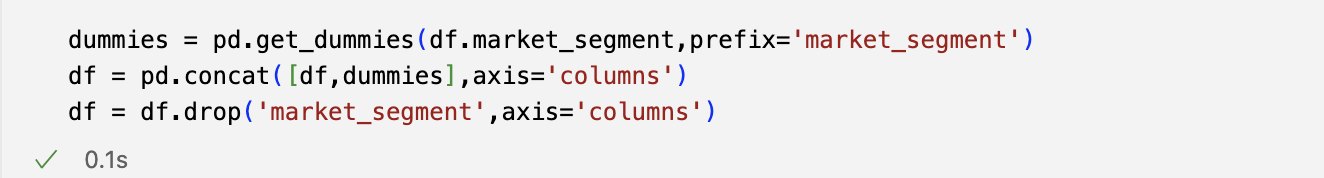 dummies = pd.get_dummies(df.market_segment,prefix='market_segment')
df = pd.concat([df,dummies],axis='columns')
df = df.drop('market_segment',axis='columns')
0.1s